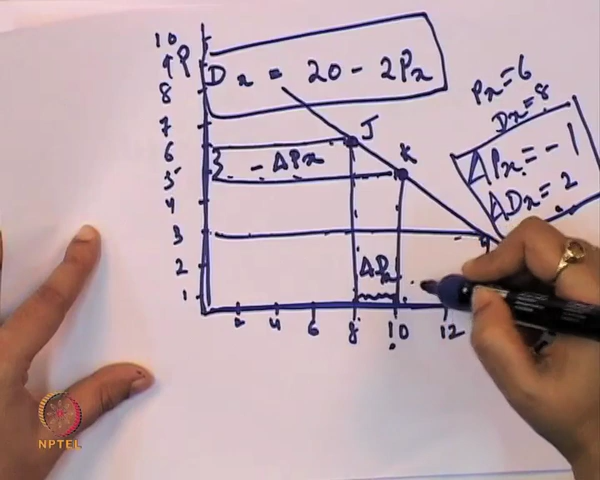 10
P
9
8
7
6
5
4
3
2
1
Dx = 20 - 2Px
J
K
- ΔPx
Px = 6
Dx = 8
ΔPx = - 1
ΔDx = 2
2
4
6
8
10
12
NPTEL